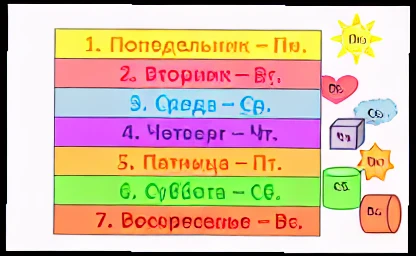 1. Понедельник – Пн.
2. Вторник – Вт.
3. Среда – Ср.
4. Четверг – Чт.
5. Пятница – Пт.
6. Суббота – Сб.
7. Воскресенье – Вс.